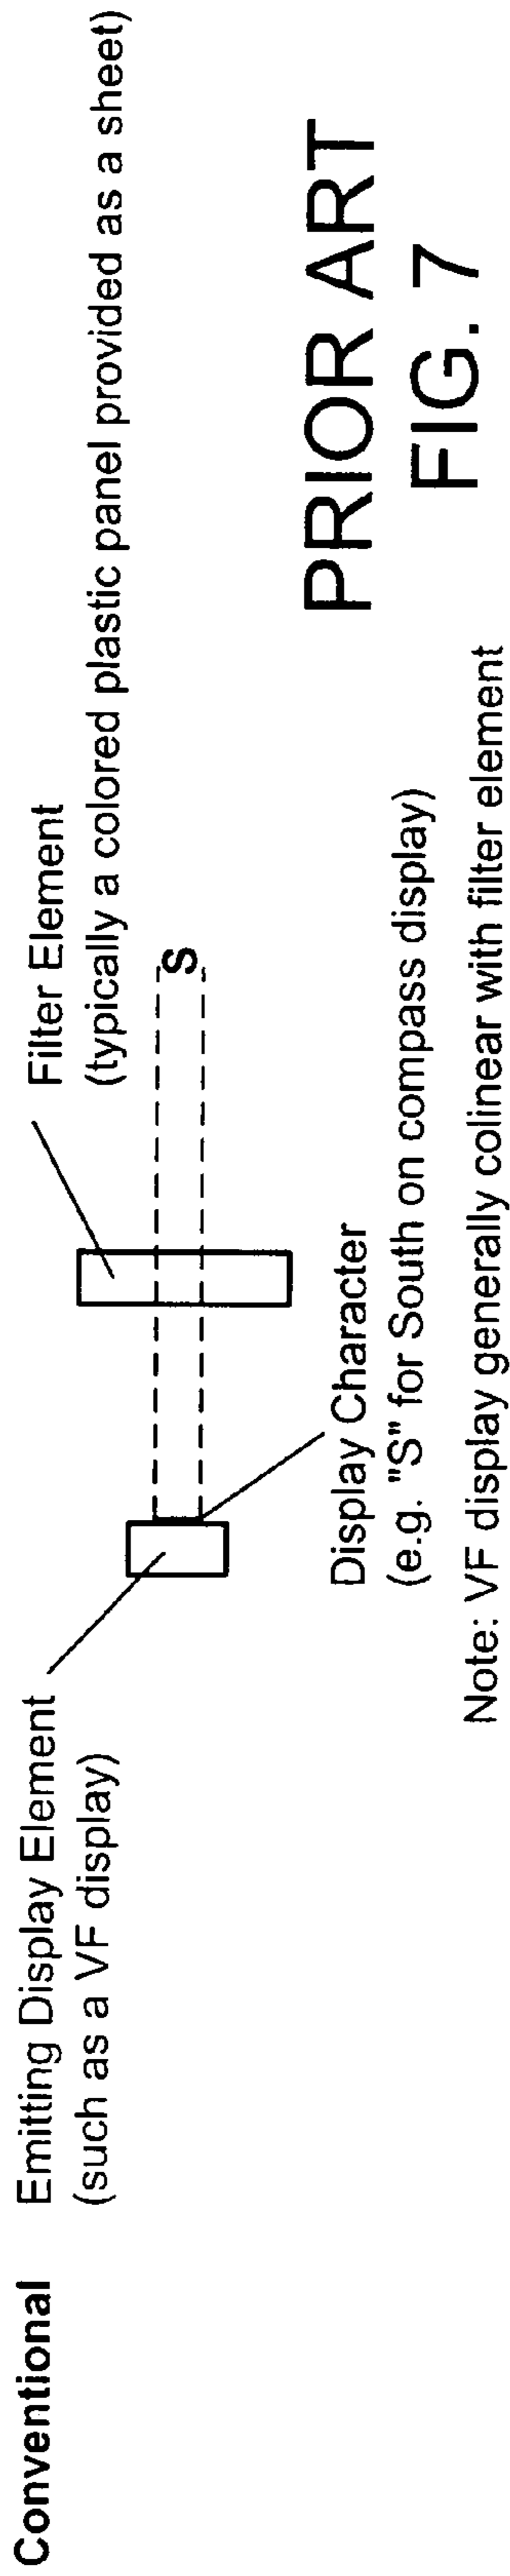 Conventional
Emitting Display Element
(such as a VF display)
Filter Element
(typically a colored plastic panel provided as a sheet)
S
Display Character
(e.g. "S" for South on compass display)
Note: VF display generally colinear with filter element
PRIOR ART
FIG. 7